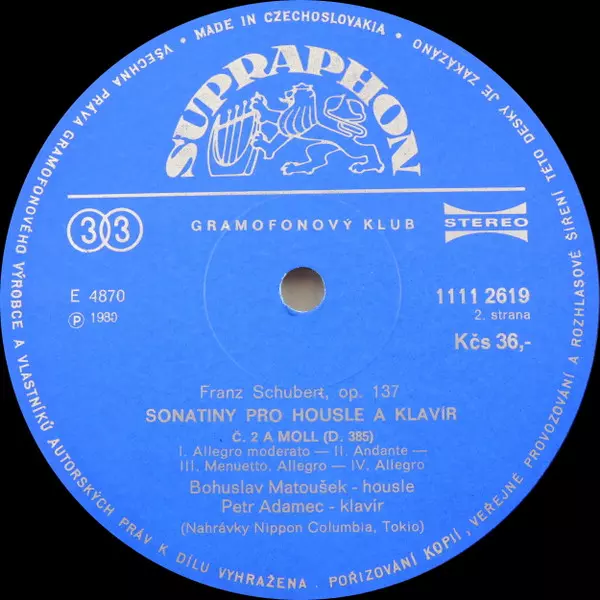 VŠECHNA PRÁVA GRAMOFONOVÉHO VÝROBCE A VLASTNÍKŮ AUTORSKÝCH PRÁV K DÍLU VYHRAŽENA. POŘIZOVÁNÍ KOPIÍ, VEŘEJNÉ PROVOZOVÁNÍ A ROZHLASOVÉ ŠÍŘENÍ TÉTO DESKY JE ZAKÁZÁNO • MADE IN CZECHOSLOVAKIA •
SUPRAPHON
33
GRAMOFONOVÝ KLUB
STEREO
E 4870
1111 2619
Ⓟ 1980
2. strana
Kčs 36,-
Franz Schubert, op. 137
SONATINY PRO HOUSLE A KLAVÍR
Č. 2 A MOLL (D. 385)
I. Allegro moderato — II. Andante —
III. Menuetto, Allegro — IV. Allegro
Bohuslav Matoušek - housle
Petr Adamec - klavír
(Nahrávky Nippon Columbia, Tokio)